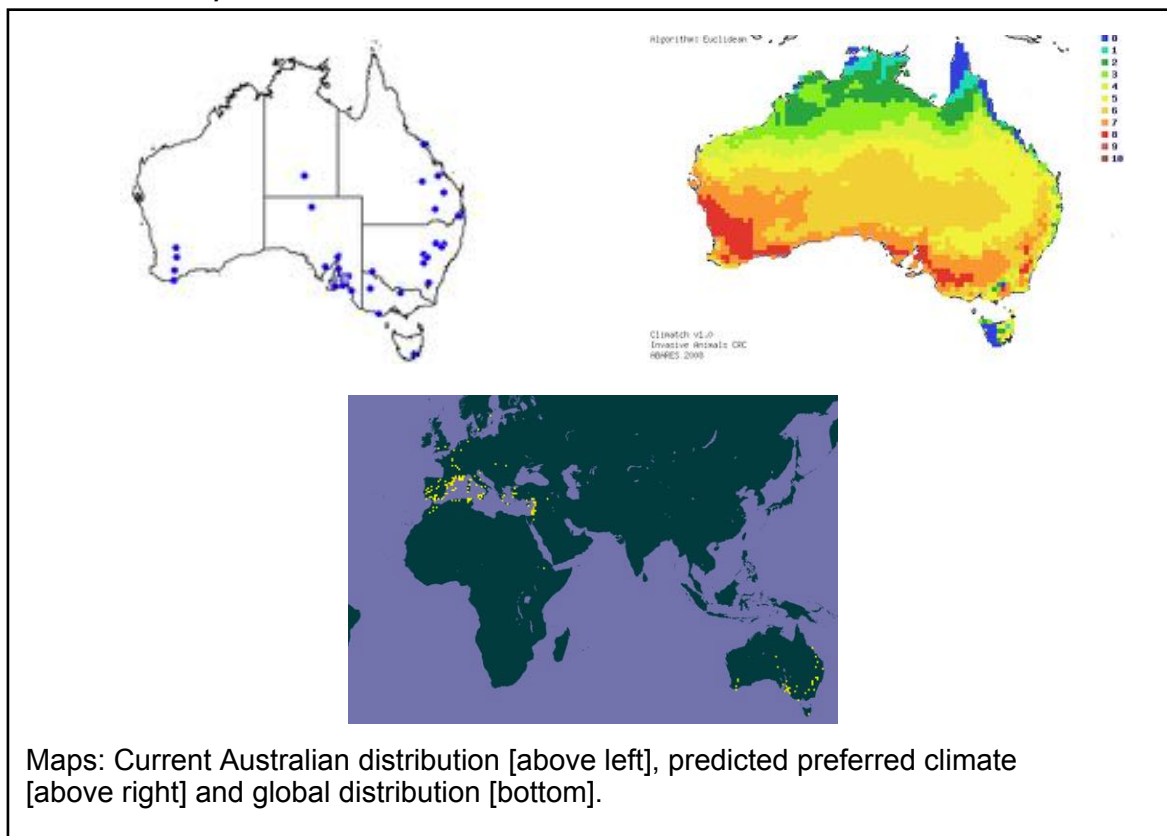 Algorithm: Euclidean
0
1
2
3
4
5
6
7
8
9
10
Climatch v1.0
Invasive Animals CRC
ABARES 2008
Maps: Current Australian distribution [above left], predicted preferred climate
[above right] and global distribution [bottom].